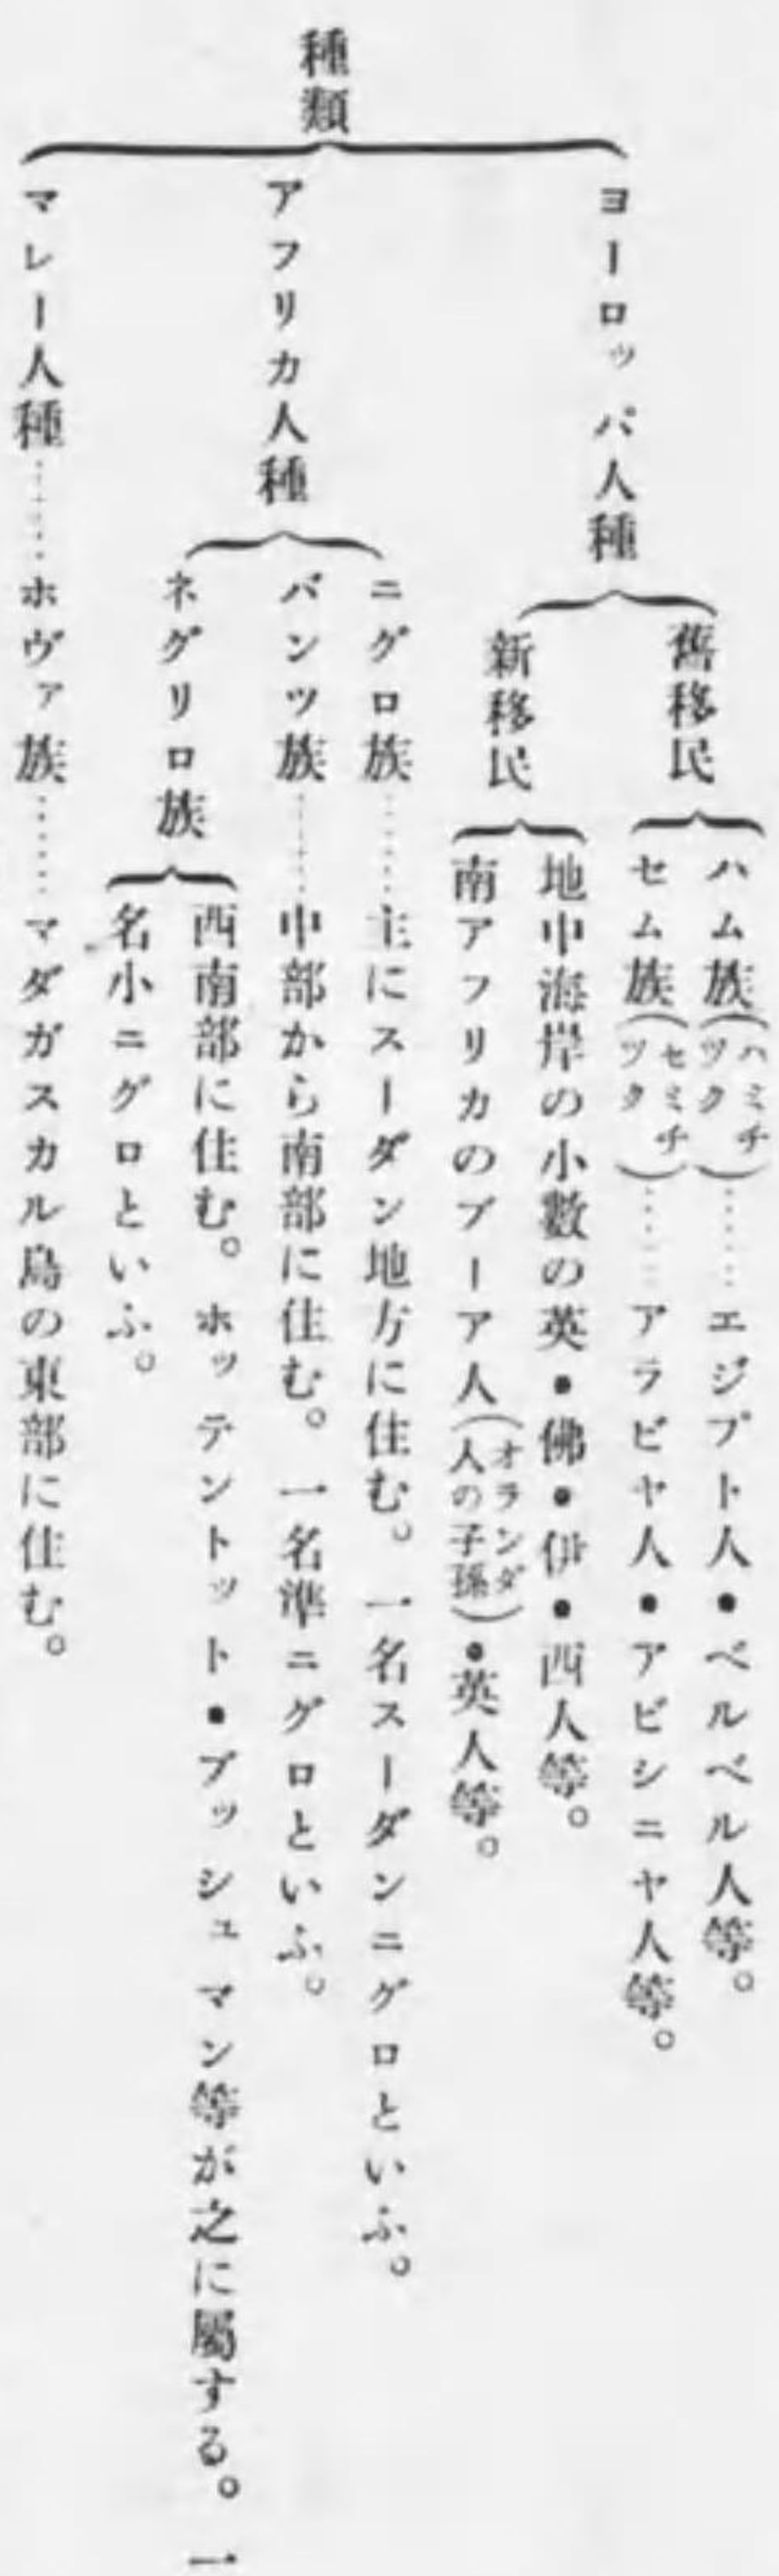 種類
ヨーロッパ人種
舊移民
ハム族(ハミチック)……エジプト人・ベルベル人等。
セム族(セミチック)……アラビヤ人・アビシニヤ人等。
新移民
地中海岸の小數の英・佛・伊・西人等。
南アフリカのブーア人(オランダ人の子孫)・英人等。
アフリカ人種
ニグロ族……主にスーダン地方に住む。一名スーダンニグロといふ。
バンツ族……中部から南部に住む。一名準ニグロといふ。
ネグリロ族
西南部に住む。ホッテントット・ブッシュマン等が之に屬する。一
名小ニグロといふ。
マレー人種……ホヴァ族……マダガスカル島の東部に住む。